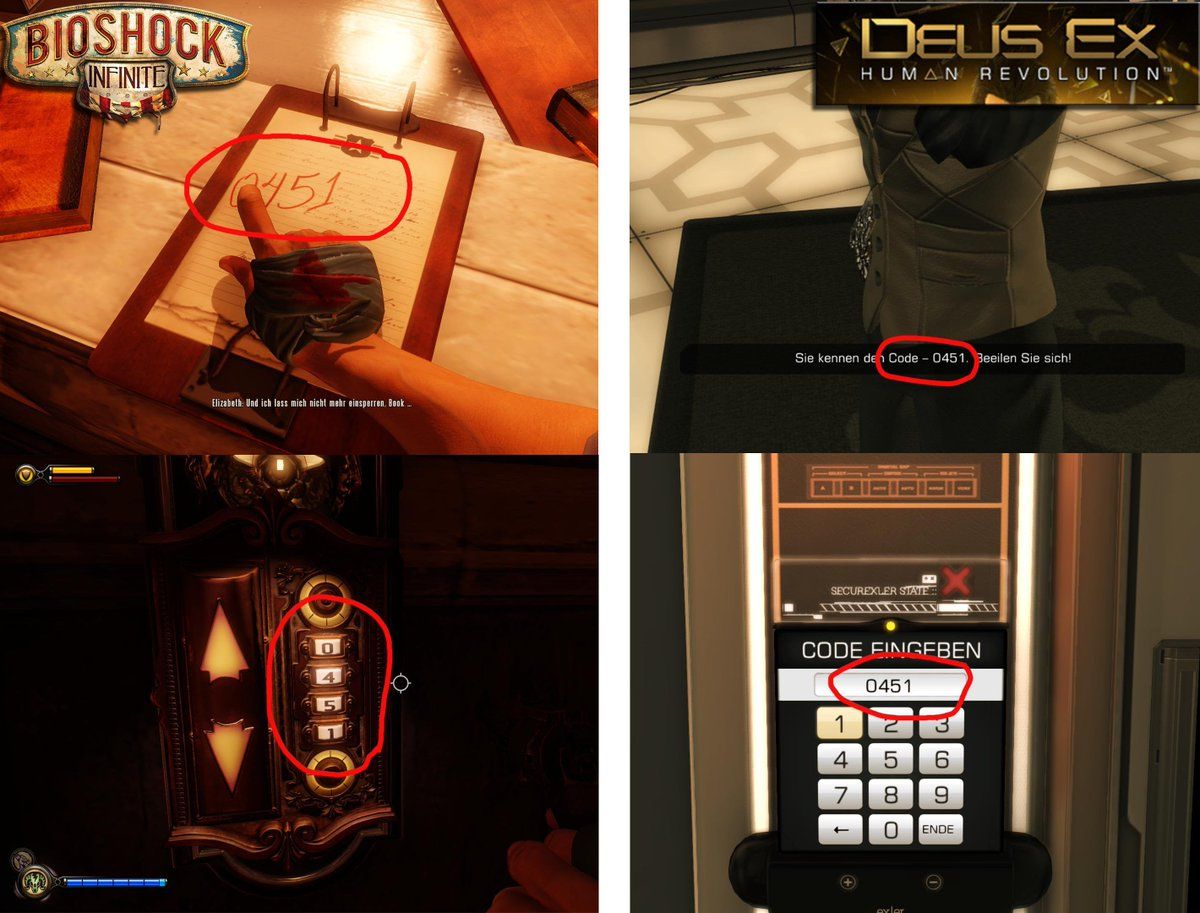 BIOSHOCK
INFINITE
0451
Elizabeth: Und ich lass mich nicht mehr einsperren, Book ...
0
4
5
1
DEUS EX
HUMAN REVOLUTION™
Sie kennen den Code – 0451. Beeilen Sie sich!
SECUREXLER STATE ::
CODE EINGEBEN
0451
1 2 3
4 5 6
7 8 9
← 0 ENDE
exler